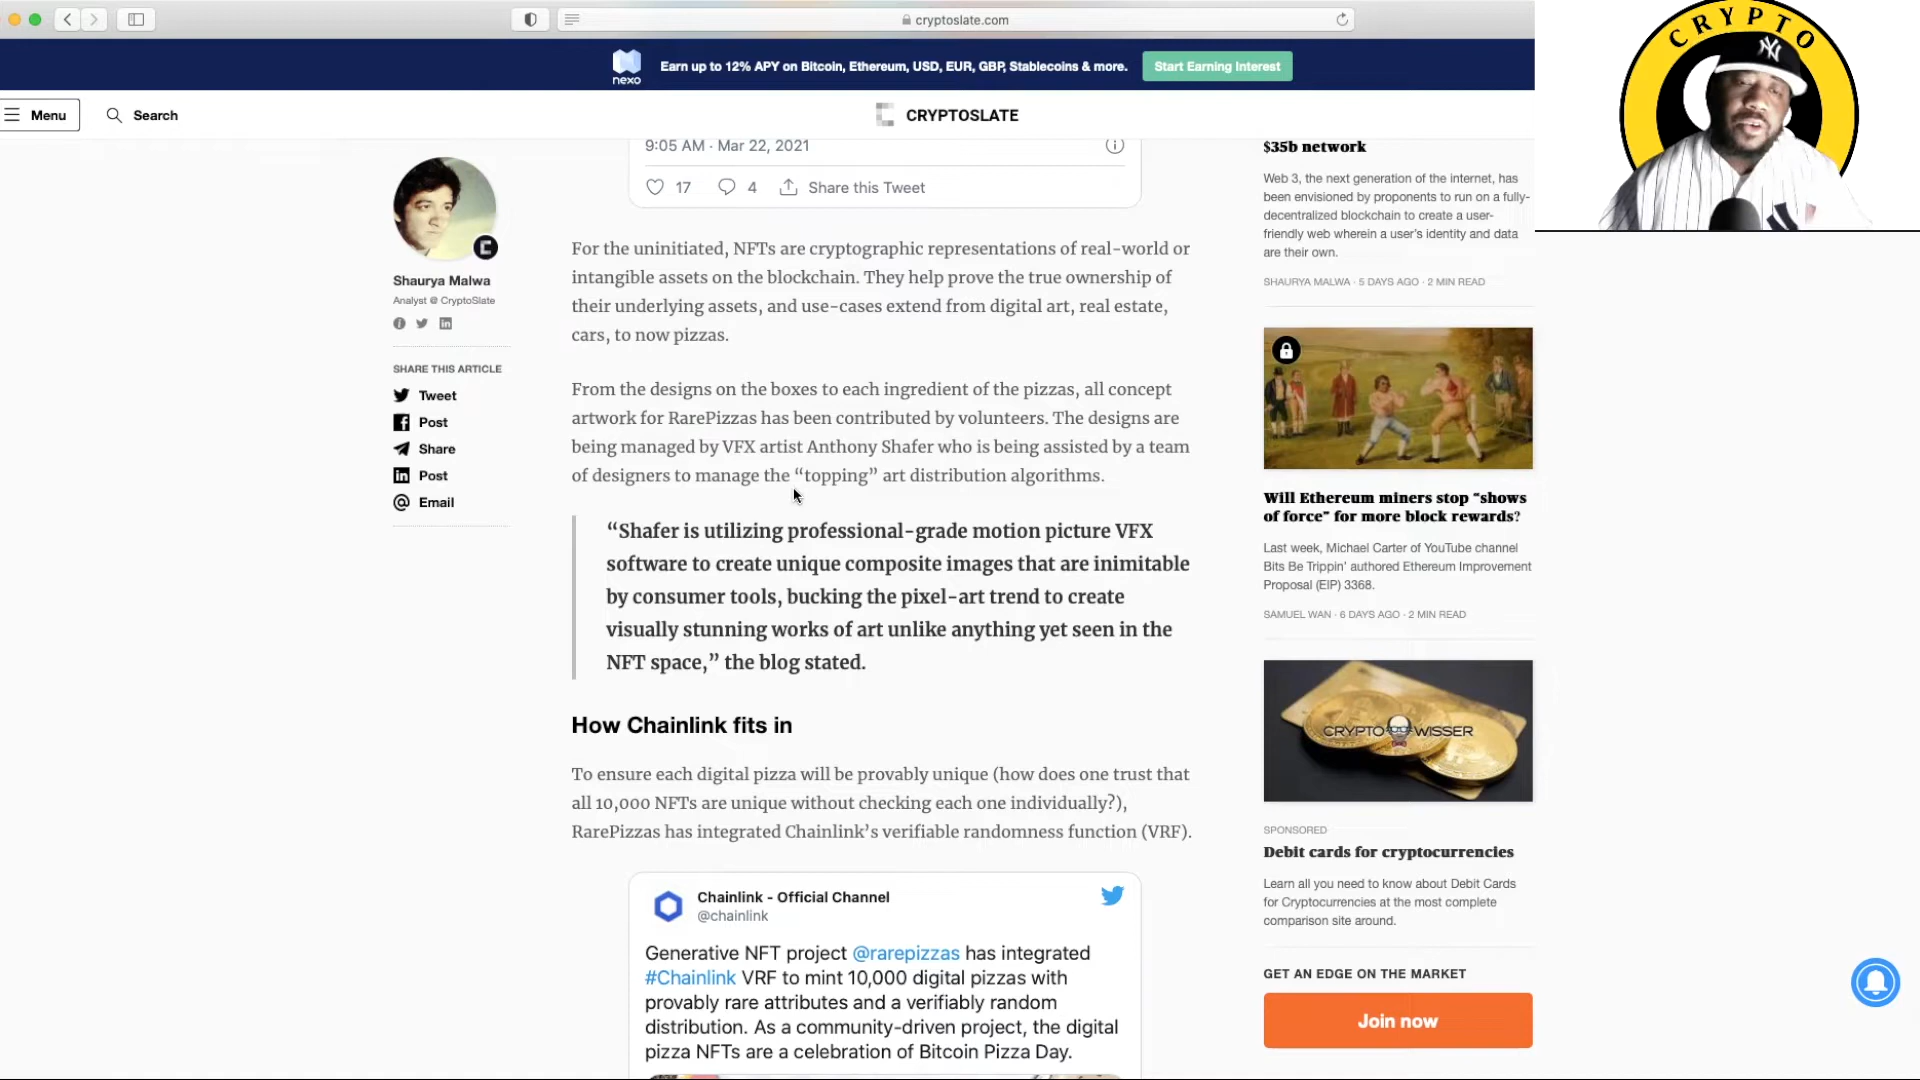 cryptoslate.com
nexo
Earn up to 12% APY on Bitcoin, Ethereum, USD, EUR, GBP, Stablecoins & more.
Start Earning Interest
CRYPTO
NY
Menu
Search
CRYPTOSLATE
Shaurya Malwa
Analyst @ CryptoSlate
SHARE THIS ARTICLE
Tweet
Post
Share
Post
Email
9:05 AM · Mar 22, 2021
17
4
Share this Tweet
For the uninitiated, NFTs are cryptographic representations of real-world or
intangible assets on the blockchain. They help prove the true ownership of
their underlying assets, and use-cases extend from digital art, real estate,
cars, to now pizzas.
From the designs on the boxes to each ingredient of the pizzas, all concept
artwork for RarePizzas has been contributed by volunteers. The designs are
being managed by VFX artist Anthony Shafer who is being assisted by a team
of designers to manage the “topping” art distribution algorithms.
“Shafer is utilizing professional-grade motion picture VFX
software to create unique composite images that are inimitable
by consumer tools, bucking the pixel-art trend to create
visually stunning works of art unlike anything yet seen in the
NFT space,” the blog stated.
How Chainlink fits in
To ensure each digital pizza will be provably unique (how does one trust that
all 10,000 NFTs are unique without checking each one individually?),
RarePizzas has integrated Chainlink’s verifiable randomness function (VRF).
Chainlink - Official Channel
@chainlink
Generative NFT project @rarepizzas has integrated
#Chainlink VRF to mint 10,000 digital pizzas with
provably rare attributes and a verifiably random
distribution. As a community-driven project, the digital
pizza NFTs are a celebration of Bitcoin Pizza Day.
$35b network
Web 3, the next generation of the internet, has
been envisioned by proponents to run on a fully-
decentralized blockchain to create a user-
friendly web wherein a user’s identity and data
are their own.
SHAURYA MALWA · 5 DAYS AGO · 2 MIN READ
Will Ethereum miners stop “shows
of force” for more block rewards?
Last week, Michael Carter of YouTube channel
Bits Be Trippin’ authored Ethereum Improvement
Proposal (EIP) 3368.
SAMUEL WAN · 6 DAYS AGO · 2 MIN READ
CRYPTO WISSER
SPONSORED
Debit cards for cryptocurrencies
Learn all you need to know about Debit Cards
for Cryptocurrencies at the most complete
comparison site around.
GET AN EDGE ON THE MARKET
Join now